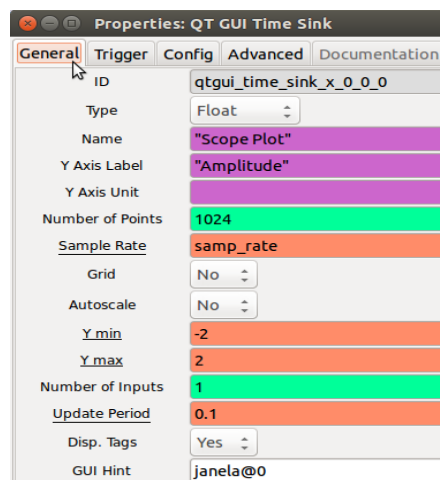 Properties: QT GUI Time Sink
General Trigger Config Advanced Documentation
ID qtgui_time_sink_x_0_0_0
Type Float
Name "Scope Plot"
Y Axis Label "Amplitude"
Y Axis Unit
Number of Points 1024
Sample Rate samp_rate
Grid No
Autoscale No
Y min -2
Y max 2
Number of Inputs 1
Update Period 0.1
Disp. Tags Yes
GUI Hint janela@0